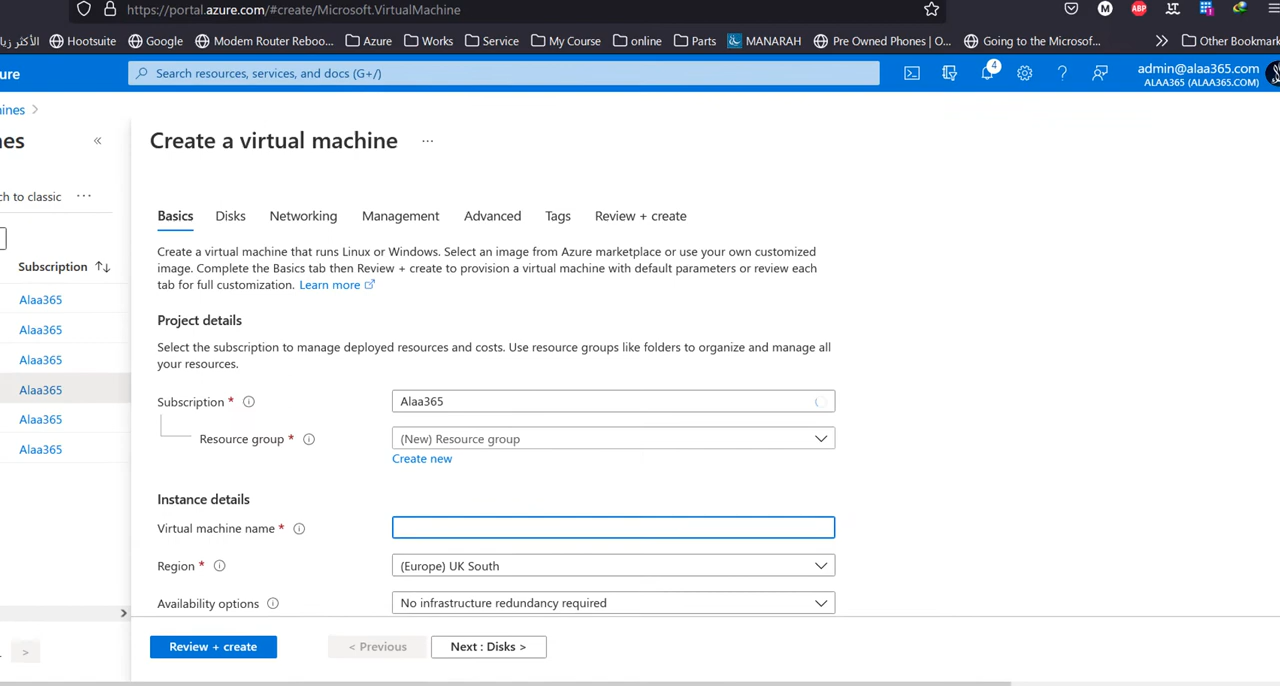 https://portal.azure.com/#create/Microsoft.VirtualMachine
M ABP
Hootsuite Google Modem Router Reboo... Azure Works Service My Course online Parts MANARAH Pre Owned Phones | O... Going to the Microsof... Other Bookmark
ure
Search resources, services, and docs (G+/)
4
admin@alaa365.com
ALAA365 (ALAA365.COM)
ines >
nes «
Create a virtual machine ...
ch to classic ...
Basics Disks Networking Management Advanced Tags Review + create
Create a virtual machine that runs Linux or Windows. Select an image from Azure marketplace or use your own customized
image. Complete the Basics tab then Review + create to provision a virtual machine with default parameters or review each
tab for full customization. Learn more
Subscription ↑↓
Alaa365
Alaa365
Alaa365
Alaa365
Alaa365
Alaa365
Project details
Select the subscription to manage deployed resources and costs. Use resource groups like folders to organize and manage all
your resources.
Subscription * Alaa365
Resource group * (New) Resource group
Create new
Instance details
Virtual machine name *
Region * (Europe) UK South
Availability options No infrastructure redundancy required
>
Review + create < Previous Next : Disks >